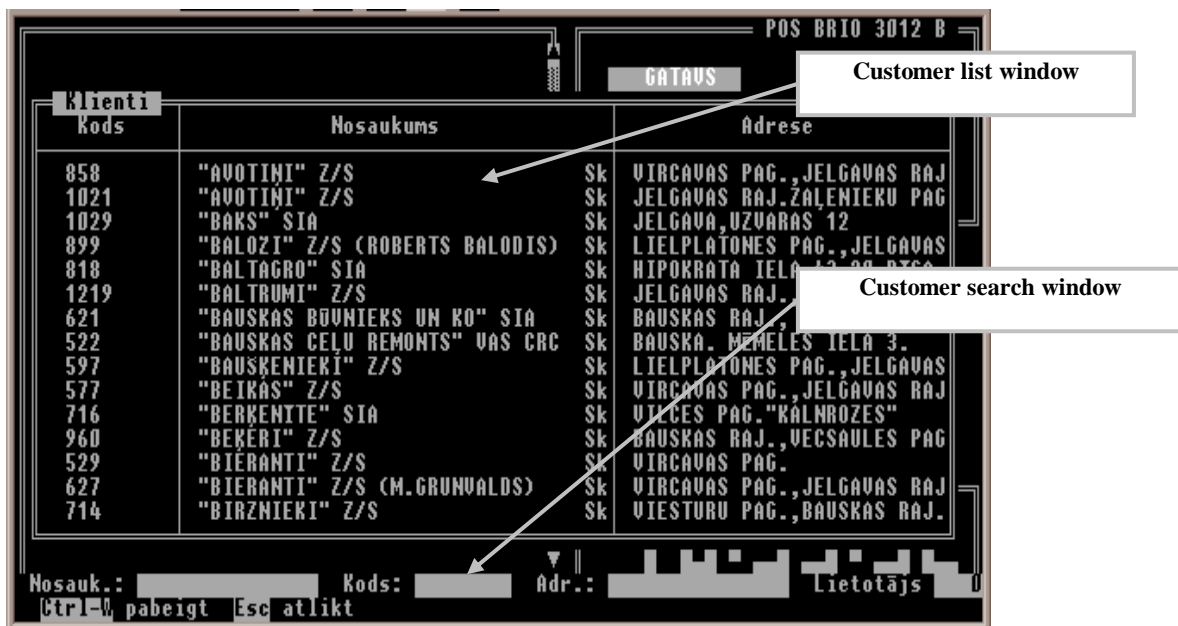 POS BRIO 3012 B
GATAVS
Customer list window
Klienti
Kods Nosaukums Adrese
858 "AVOTIŅI" Z/S Sk VIRCAVAS PAG.,JELGAVAS RAJ
1021 "AVOTIŅI" Z/S Sk JELGAVAS RAJ.ZAĻENIEKU PAG
1029 "BAKS" SIA Sk JELGAVA,UZVARAS 12
899 "BALOZI" Z/S (ROBERTS BALODIS) Sk LIELPLATONES PAG.,JELGAVAS
818 "BALTAGRO" SIA Sk HIPOKRATA IELA
1219 "BALTRUMI" Z/S Sk JELGAVAS RAJ.,
Customer search window
621 "BAUSKAS BŪVNIEKS UN KO" SIA Sk BAUSKAS RAJ.,
522 "BAUSKAS CEĻU REMONTS" VAS CRC Sk BAUSKA. MĒMELES IELA 3.
597 "BAUŠĶENIEKI" Z/S Sk LIELPLATONES PAG.,JELGAVAS
577 "BEIKAS" Z/S Sk VIRCAVAS PAG.,JELGAVAS RAJ
716 "BERĶENĪTE" SIA Sk VILCES PAG."KALNROZES"
960 "BEĶERI" Z/S Sk BAUSKAS RAJ.,VECSAULES PAG
529 "BIERANTI" Z/S Sk VIRCAVAS PAG.
627 "BIERANTI" Z/S (M.GRUNVALDS) Sk VIRCAVAS PAG.,JELGAVAS RAJ
714 "BIRZNIEKI" Z/S Sk VIESTURU PAG.,BAUSKAS RAJ.
Nosauk.: Kods: Adr.: Lietotājs 0
Ctrl-W pabeigt Esc atlikt